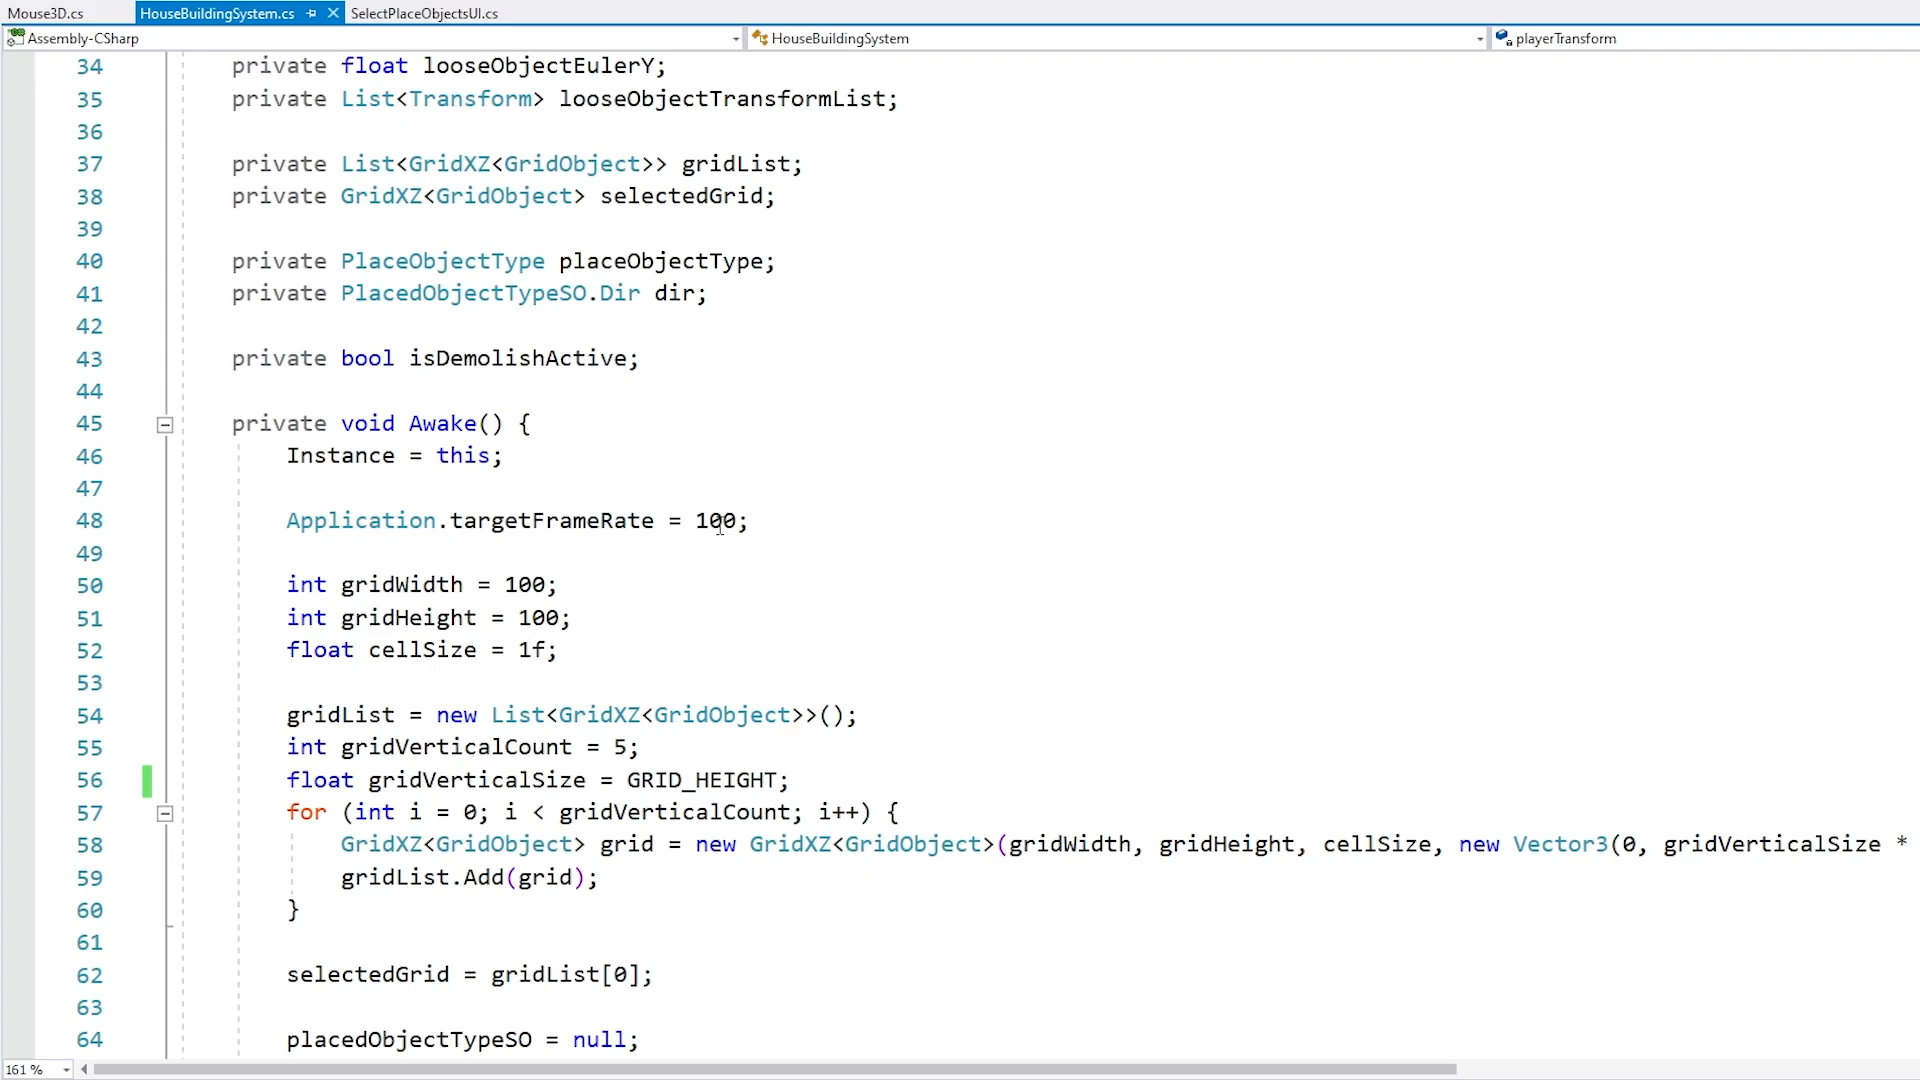 Mouse3D.cs HouseBuildingSystem.cs SelectPlaceObjectsUI.cs
Assembly-CSharp HouseBuildingSystem playerTransform
34 private float looseObjectEulerY;
35 private List<Transform> looseObjectTransformList;
36
37 private List<GridXZ<GridObject>> gridList;
38 private GridXZ<GridObject> selectedGrid;
39
40 private PlaceObjectType placeObjectType;
41 private PlacedObjectTypeSO.Dir dir;
42
43 private bool isDemolishActive;
44
45 private void Awake() {
46 Instance = this;
47
48 Application.targetFrameRate = 100;
49
50 int gridWidth = 100;
51 int gridHeight = 100;
52 float cellSize = 1f;
53
54 gridList = new List<GridXZ<GridObject>>();
55 int gridVerticalCount = 5;
56 float gridVerticalSize = GRID_HEIGHT;
57 for (int i = 0; i < gridVerticalCount; i++) {
58 GridXZ<GridObject> grid = new GridXZ<GridObject>(gridWidth, gridHeight, cellSize, new Vector3(0, gridVerticalSize *
59 gridList.Add(grid);
60 }
61
62 selectedGrid = gridList[0];
63
64 placedObjectTypeSO = null;
161 %